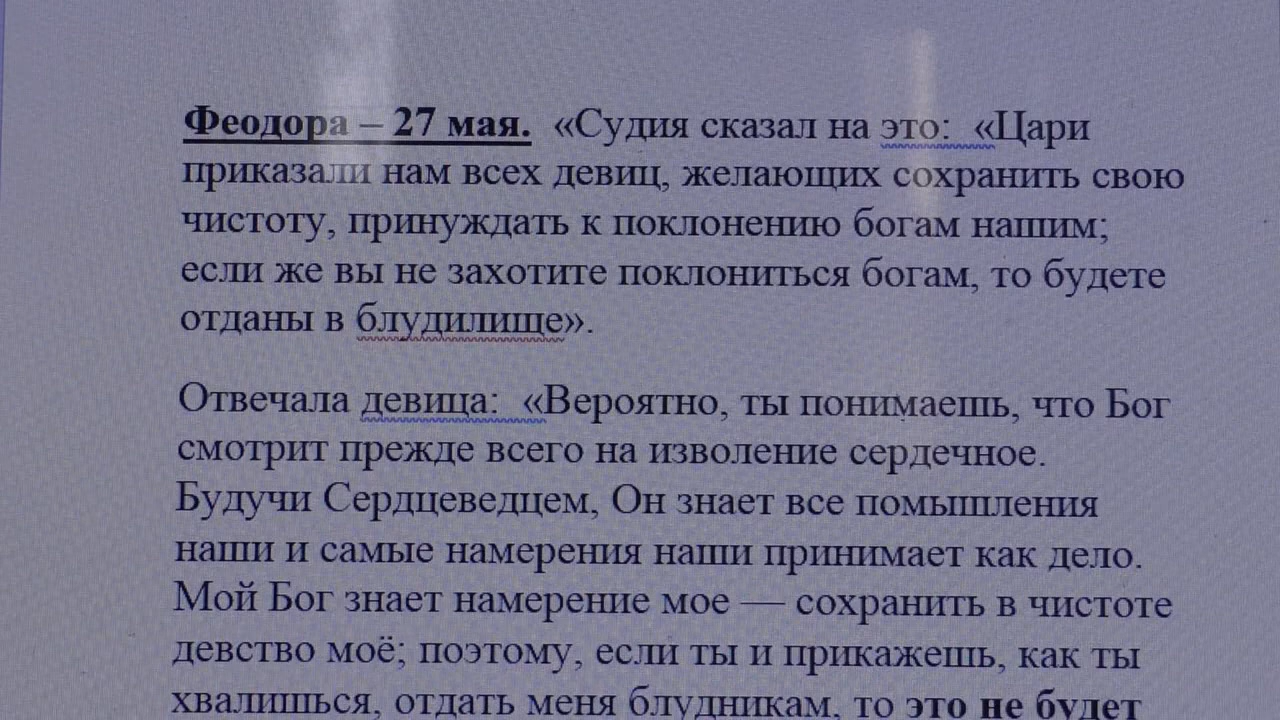 Феодора – 27 мая. «Судия сказал на это: «Цари
приказали нам всех девиц, желающих сохранить свою
чистоту, принуждать к поклонению богам нашим;
если же вы не захотите поклониться богам, то будете
отданы в блудилище».
Отвечала девица: «Вероятно, ты понимаешь, что Бог
смотрит прежде всего на изволение сердечное.
Будучи Сердцеведцем, Он знает все помышления
наши и самые намерения наши принимает как дело.
Мой Бог знает намерение мое — сохранить в чистоте
девство моё; поэтому, если ты и прикажешь, как ты
хвалишься, отдать меня блудникам, то это не будет